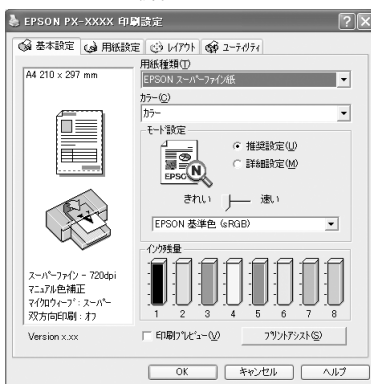 EPSON PX-XXXX 印刷設定
基本設定 用紙設定 レイアウト ユーティリティ
A4 210 x 297 mm
用紙種類(T)
EPSON スーパーファイン紙
カラー(C)
カラー
モード設定
EPSO
N
推奨設定(U)
詳細設定(M)
きれい 速い
EPSON 基準色 (sRGB)
スーパーファイン - 720dpi
マニュアル色補正
マイクロウィーブ : スーパー
双方向印刷 : オフ
Version x.xx
インク残量
1 2 3 4 5 6 7 8
印刷プレビュー(V)
プリントアシスト(S)
OK キャンセル ヘルプ